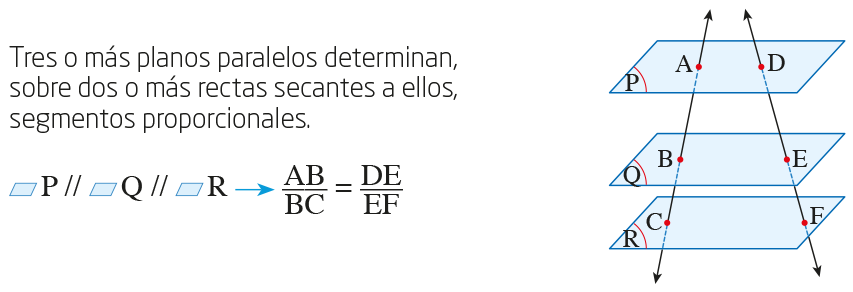 Tres o más planos paralelos determinan,
sobre dos o más rectas secantes a ellos,
segmentos proporcionales.
P // Q // R → AB/BC = DE/EF
A D
P
B E
Q
C F
R